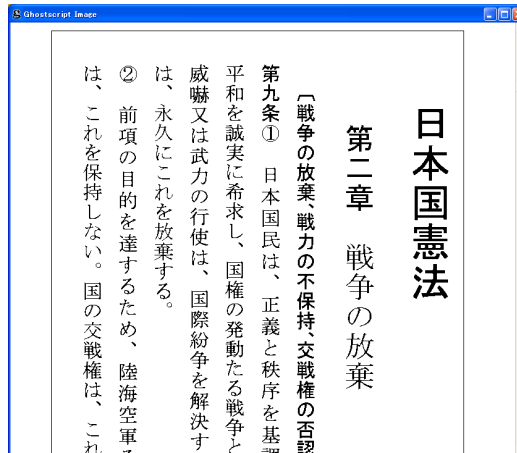 Ghostscript Image
日本国憲法
第二章　戦争の放棄
〔戦争の放棄、戦力の不保持、交戦権の否認
第九条①　日本国民は、正義と秩序を基調
平和を誠実に希求し、国権の発動たる戦争と
威嚇又は武力の行使は、国際紛争を解決す
は、永久にこれを放棄する。
②　前項の目的を達するため、陸海空軍
は、これを保持しない。国の交戦権は、これ